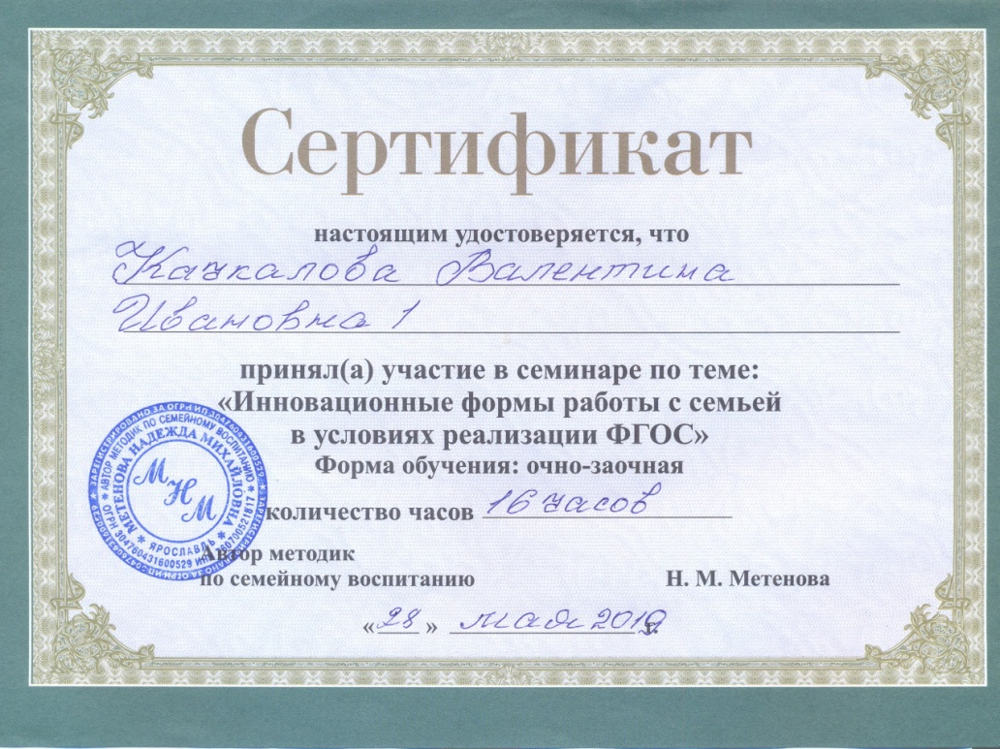 Сертификат
настоящим удостоверяется, что
Качкалова Валентина
Ивановна 1
принял(а) участие в семинаре по теме:
«Инновационные формы работы с семьей
в условиях реализации ФГОС»
Форма обучения: очно-заочная
количество часов 16 часов
Автор методик
по семейному воспитанию Н. М. Метенова
«28» мая 2019 г.
АВТОР МЕТОДИК ПО СЕМЕЙНОМУ ВОСПИТАНИЮ
МЕТЕНОВА НАДЕЖДА МИХАЙЛОВНА
МНМ
ЯРОСЛАВЛЬ
ОГРН 304760431600529